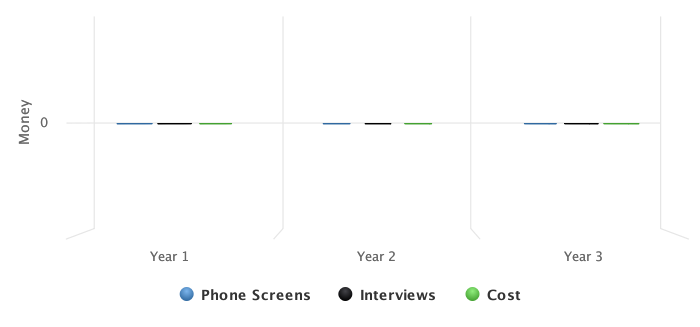 Money
0
Year 1
Year 2
Year 3
Phone Screens
Interviews
Cost